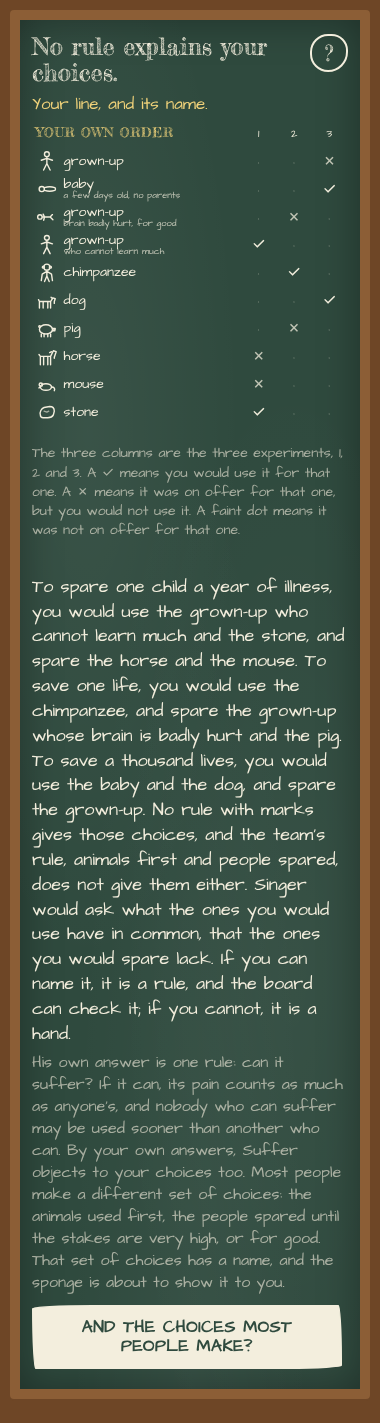 No rule explains your
choices.
?
Your line, and its name.
YOUR OWN ORDER 1 2 3
grown-up ×
baby ✓
a few days old, no parents
grown-up ×
brain badly hurt, for good
grown-up ✓
who cannot learn much
chimpanzee ✓
dog ✓
pig ×
horse ×
mouse ×
stone ✓
The three columns are the three experiments, 1,
2 and 3. A ✓ means you would use it for that
one. A × means it was on offer for that one,
but you would not use it. A faint dot means it
was not on offer for that one.
To spare one child a year of illness,
you would use the grown-up who
cannot learn much and the stone, and
spare the horse and the mouse. To
save one life, you would use the
chimpanzee, and spare the grown-up
whose brain is badly hurt and the pig.
To save a thousand lives, you would
use the baby and the dog, and spare
the grown-up. No rule with marks
gives those choices, and the team's
rule, animals first and people spared,
does not give them either. Singer
would ask what the ones you would
use have in common, that the ones
you would spare lack. If you can
name it, it is a rule, and the board
can check it; if you cannot, it is a
hand.
His own answer is one rule: can it
suffer? If it can, its pain counts as much
as anyone's, and nobody who can suffer
may be used sooner than another who
can. By your own answers, Suffer
objects to your choices too. Most people
make a different set of choices: the
animals used first, the people spared until
the stakes are very high, or for good.
That set of choices has a name, and the
sponge is about to show it to you.
AND THE CHOICES MOST
PEOPLE MAKE?